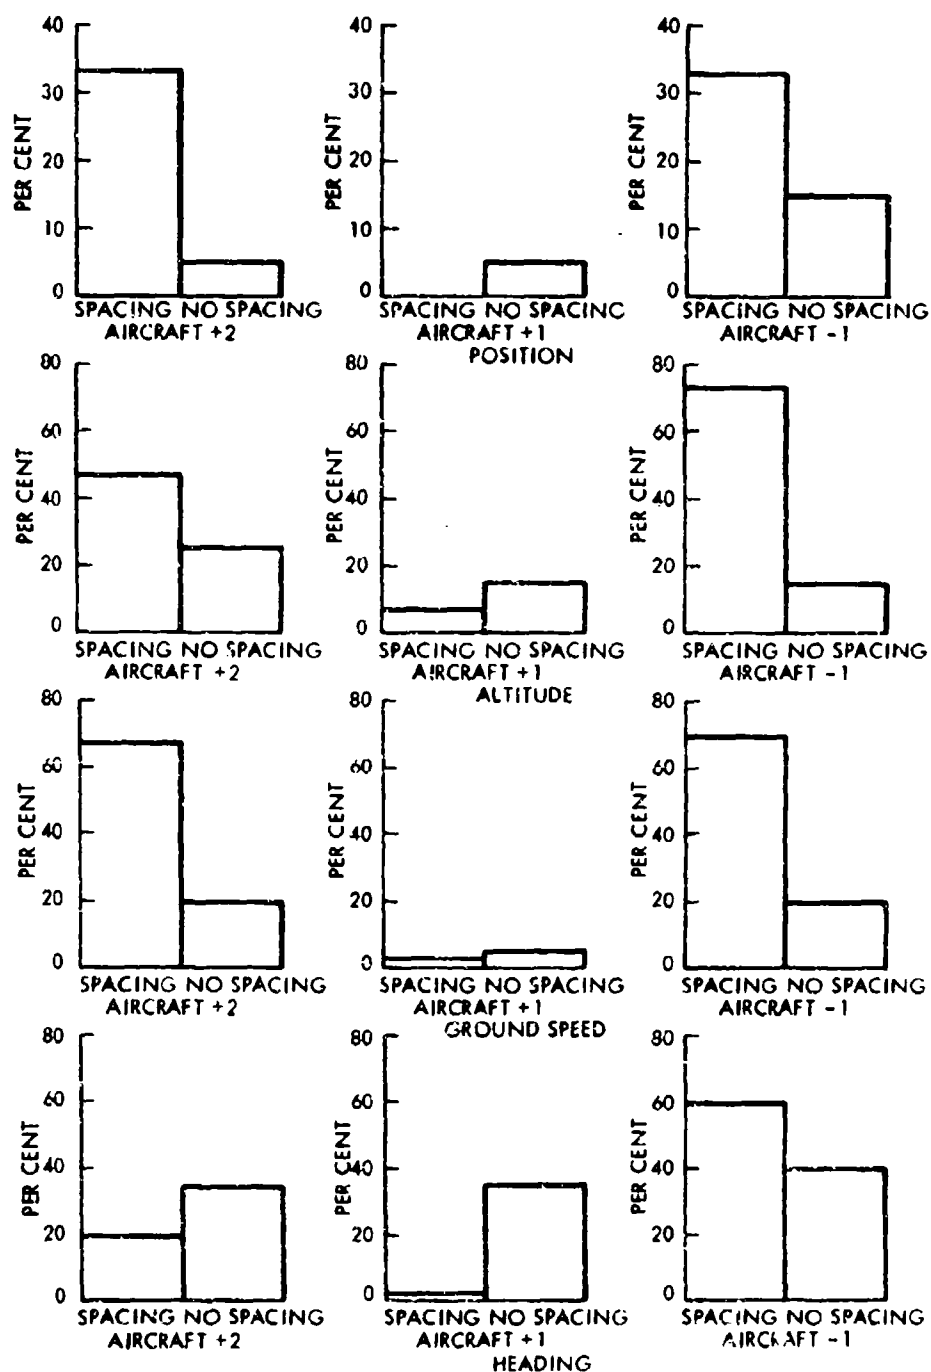 40 40 40
30 30 30
PER CENT PER CENT PER CENT
20 20 20
10 10 10
0 0 0
SPACING NO SPACING SPACING NO SPACING SPACING NO SPACING
AIRCRAFT +2 AIRCRAFT +1 AIRCRAFT -1
POSITION
80 80 80
60 60 60
PER CENT PER CENT PER CENT
40 40 40
20 20 20
0 0 0
SPACING NO SPACING SPACING NO SPACING SPACING NO SPACING
AIRCRAFT +2 AIRCRAFT +1 AIRCRAFT -1
ALTITUDE
80 80 80
60 60 60
PER CENT PER CENT PER CENT
40 40 40
20 20 20
0 0 0
SPACING NO SPACING SPACING NO SPACING SPACING NO SPACING
AIRCRAFT +2 AIRCRAFT +1 AIRCRAFT -1
GROUND SPEED
80 80 80
60 60 60
PER CENT PER CENT PER CENT
40 40 40
20 20 20
0 0 0
SPACING NO SPACING SPACING NO SPACING SPACING NO SPACING
AIRCRAFT +2 AIRCRAFT +1 AIRCRAFT -1
HEADING